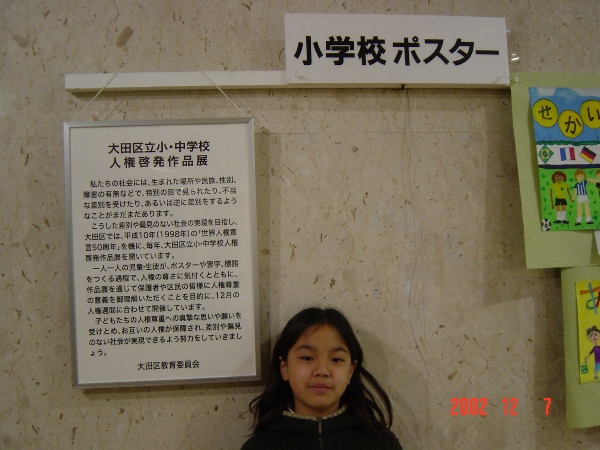 小学校 ポスター
大田区立小・中学校
人権啓発作品展
私たちの社会には、生まれた場所や民族、性別、
障害の有無などで、特別の目で見られたり、不当
な差別を受けたり、あるいは逆に差別をするよう
なことがまだまだあります。
こうした差別や偏見のない社会の実現を目指し、
大田区では、平成10年(1998年)の「世界人権宣
言50周年」を機に、毎年、大田区立小・中学校人権
啓発作品展を開いています。
一人一人の児童・生徒が、ポスターや習字、標語
をつくる過程で、人権の尊さに気付くとともに、
作品展を通じて保護者や区民の皆様に人権尊重
の意義を御理解いただくことを目的に、12月の
人権週間に合わせて開催しています。
子どもたちの人権尊重への真摯な思いや願いを
受けとめ、お互いの人権が保障され、差別や偏見
のない社会が実現できるよう努力をしていきまし
ょう。
大田区教育委員会
せかい
あ
2002 12 7